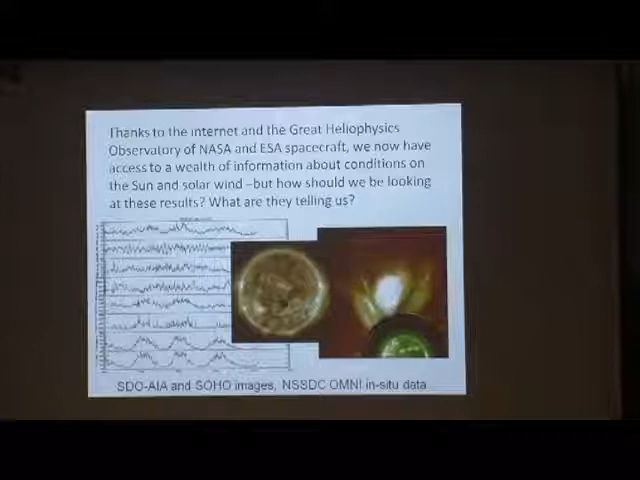 Thanks to the internet and the Great Heliophysics
Observatory of NASA and ESA spacecraft, we now have
access to a wealth of information about conditions on
the Sun and solar wind –but how should we be looking
at these results? What are they telling us?
SDO-AIA and SOHO images, NSSDC OMNI in-situ data